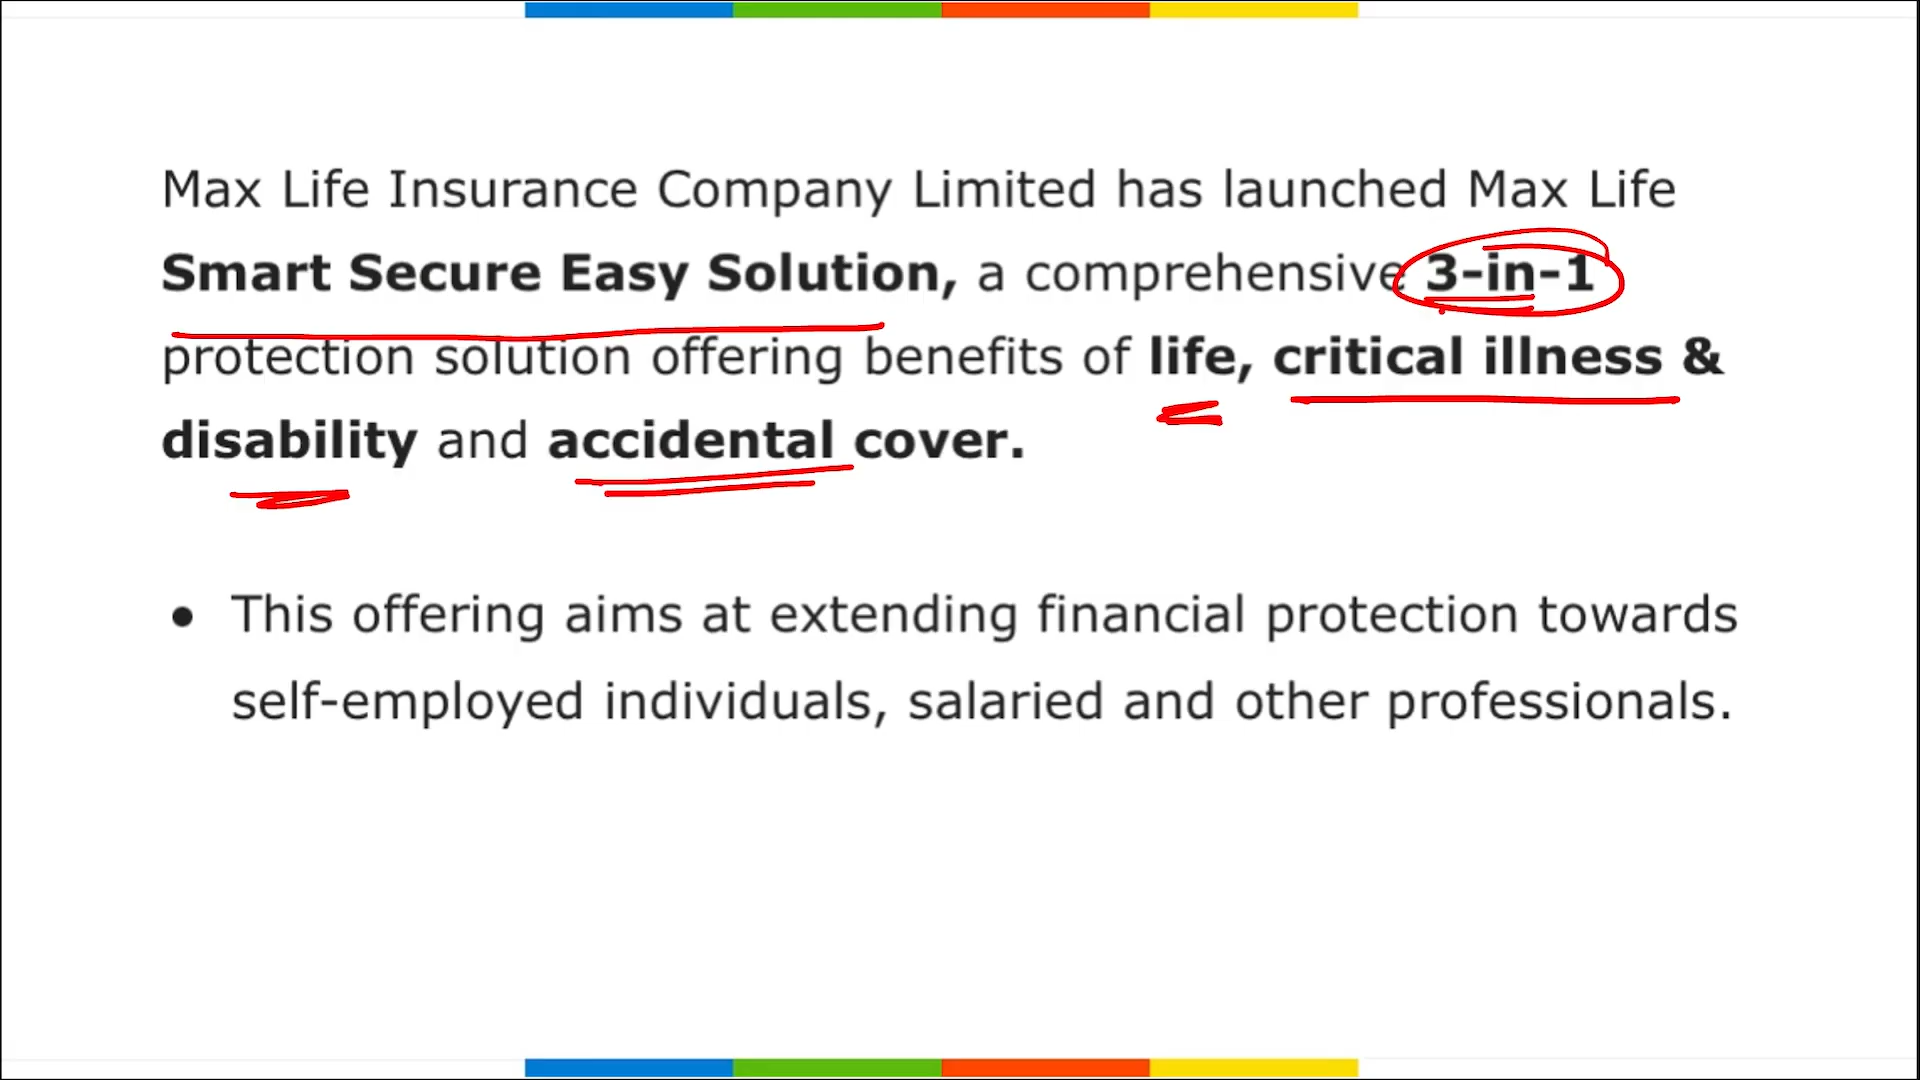 Max Life Insurance Company Limited has launched Max Life
Smart Secure Easy Solution, a comprehensive 3-in-1
protection solution offering benefits of life, critical illness &
disability and accidental cover.
• This offering aims at extending financial protection towards
self-employed individuals, salaried and other professionals.